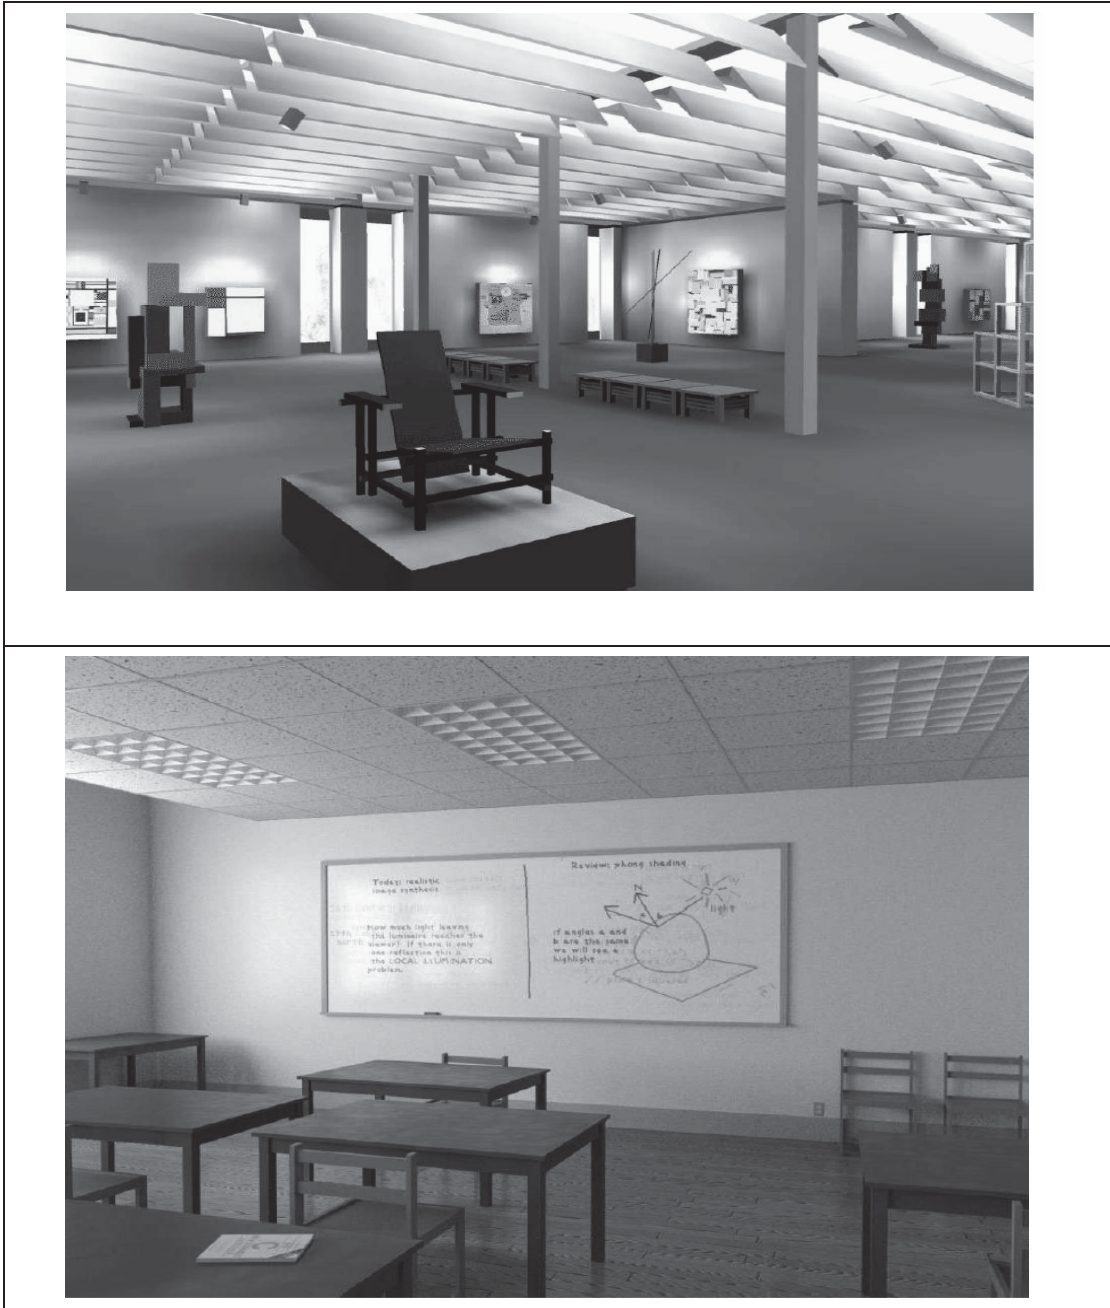 Today: realistic
image synthesis
How much light leaving
the luminaire reaches the
viewer? If there is only
one reflection this is
the LOCAL ILLUMINATION
problem.
Review: phong shading
N
light
a
if angles a and
b are the same
we will see a
highlight